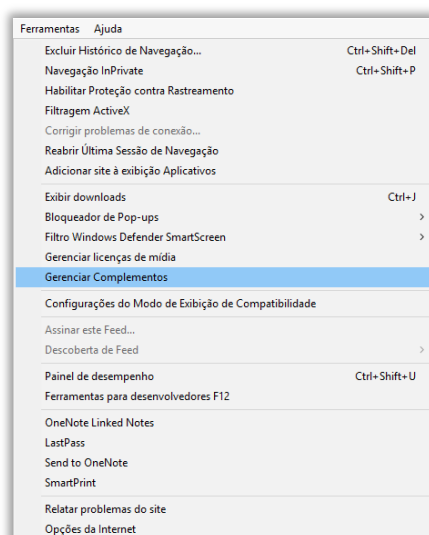 Ferramentas Ajuda
Excluir Histórico de Navegação... Ctrl+Shift+Del
Navegação InPrivate Ctrl+Shift+P
Habilitar Proteção contra Rastreamento
Filtragem ActiveX
Corrigir problemas de conexão...
Reabrir Última Sessão de Navegação
Adicionar site à exibição Aplicativos
Exibir downloads Ctrl+J
Bloqueador de Pop-ups
Filtro Windows Defender SmartScreen
Gerenciar licenças de mídia
Gerenciar Complementos
Configurações do Modo de Exibição de Compatibilidade
Assinar este Feed...
Descoberta de Feed
Painel de desempenho Ctrl+Shift+U
Ferramentas para desenvolvedores F12
OneNote Linked Notes
LastPass
Send to OneNote
SmartPrint
Relatar problemas do site
Opções da Internet